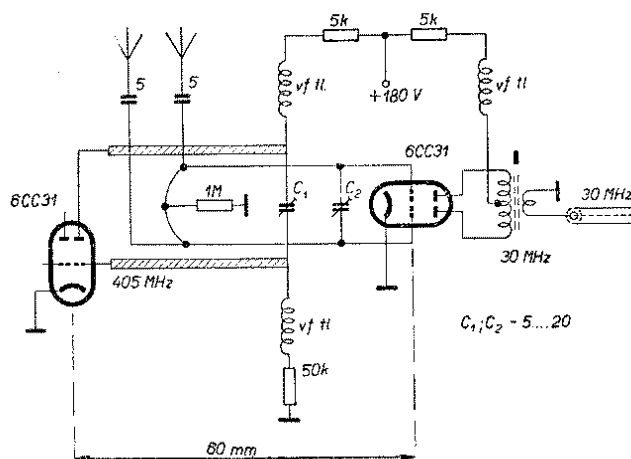 5k
5k
5
5
vf tl.
+180 V
vf tl
6CC31
6CC31
1M
C1
C2
30 MHz
30 MHz
405 MHz
vf tl
C1; C2 - 5....20
50k
60 mm